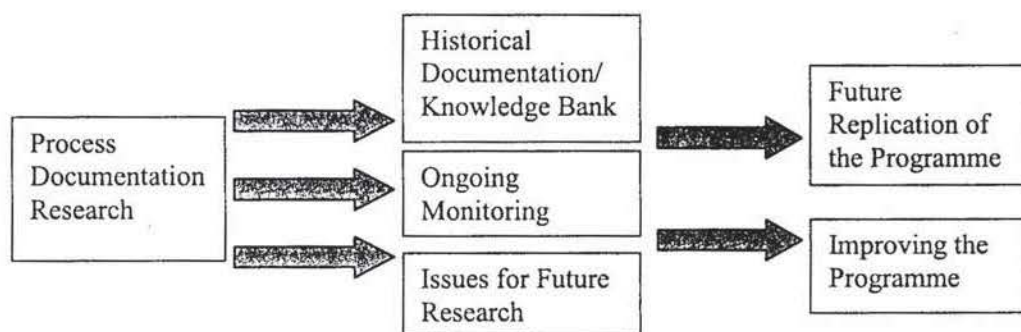 Process
Documentation
Research
Historical
Documentation/
Knowledge Bank
Ongoing
Monitoring
Issues for Future
Research
Future
Replication of
the Programme
Improving the
Programme